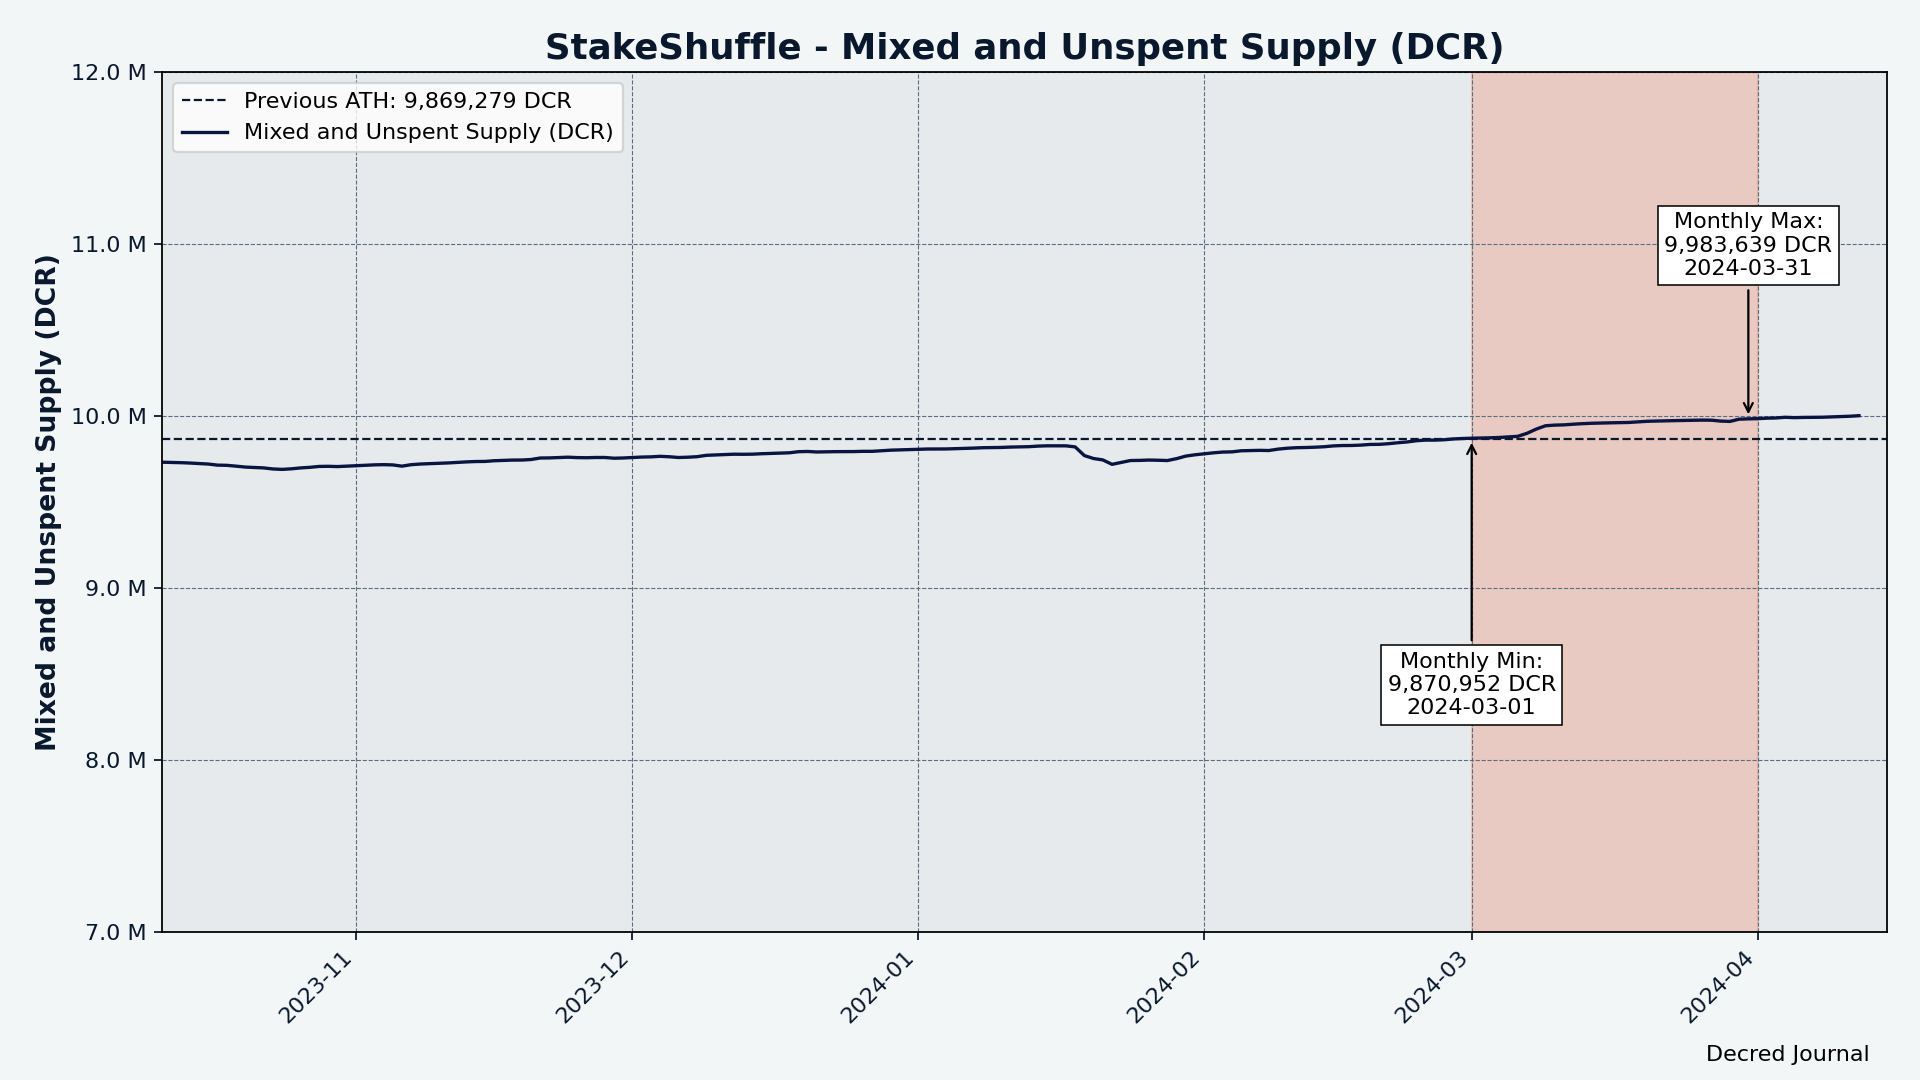 StakeShuffle - Mixed and Unspent Supply (DCR)
Mixed and Unspent Supply (DCR)
12.0 M
11.0 M
10.0 M
9.0 M
8.0 M
7.0 M
Previous ATH: 9,869,279 DCR
Mixed and Unspent Supply (DCR)
Monthly Max:
9,983,639 DCR
2024-03-31
Monthly Min:
9,870,952 DCR
2024-03-01
2023-11
2023-12
2024-01
2024-02
2024-03
2024-04
Decred Journal